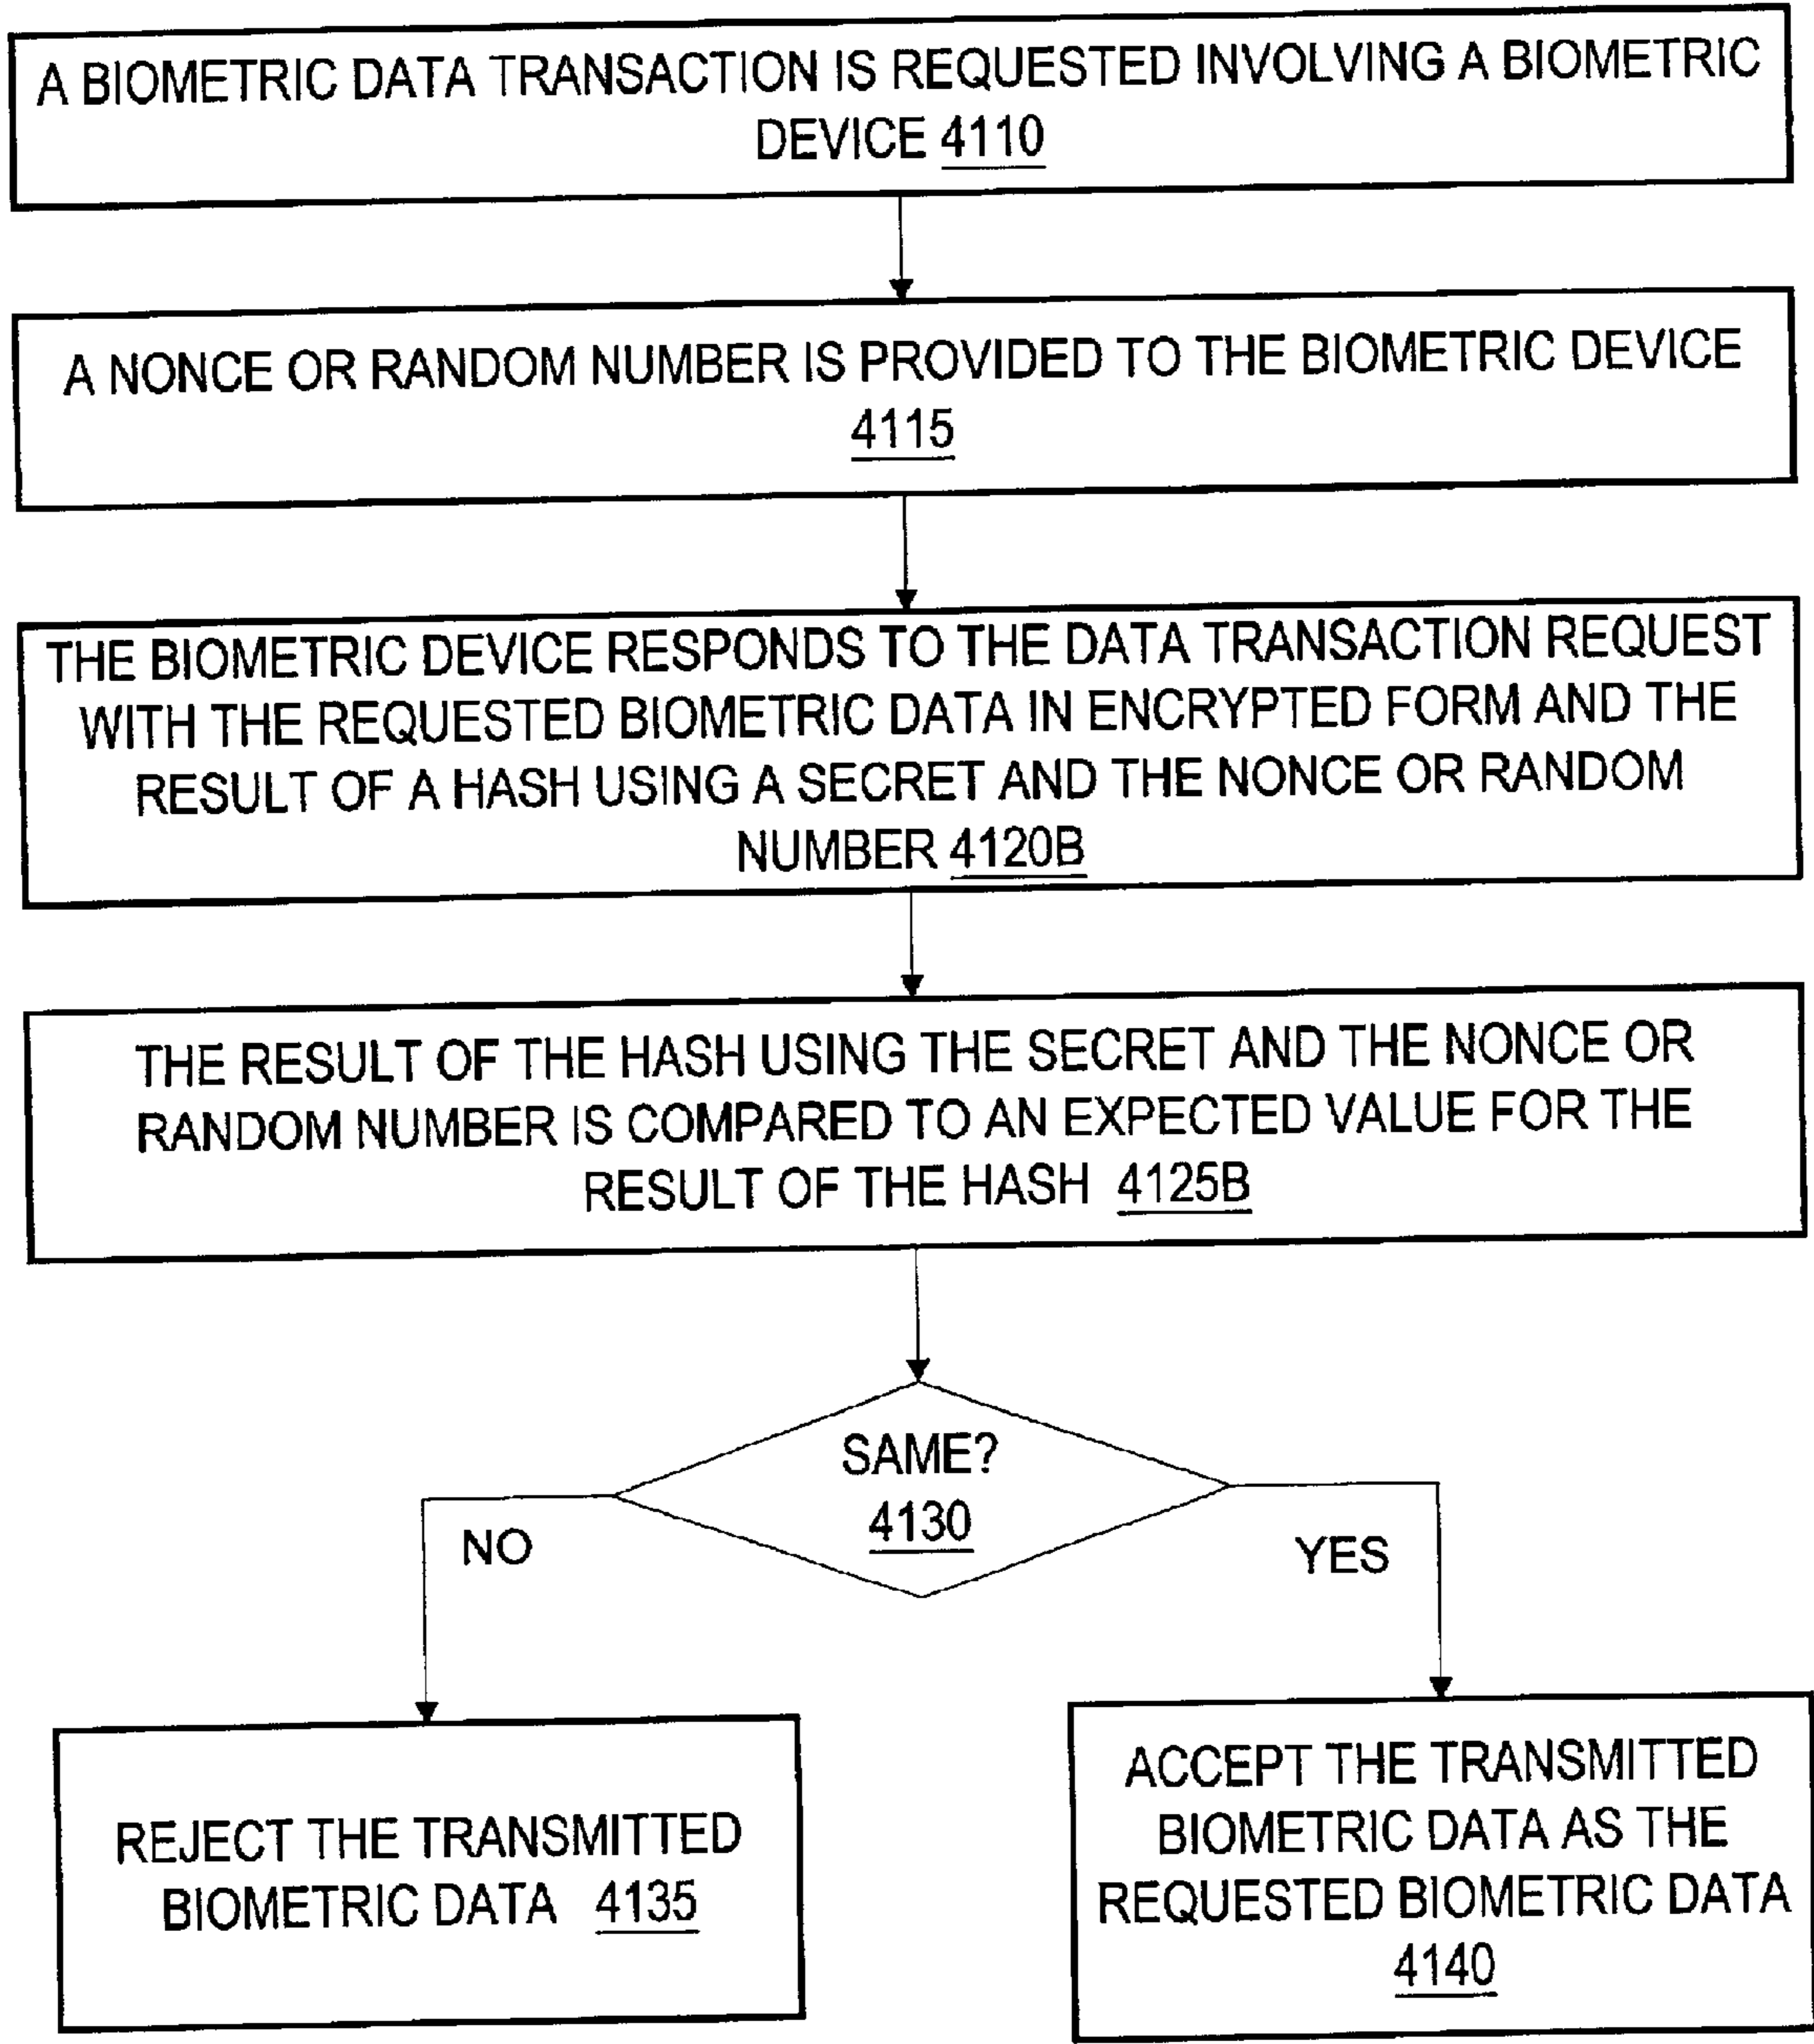 A BIOMETRIC DATA TRANSACTION IS REQUESTED INVOLVING A BIOMETRIC
DEVICE 4110
A NONCE OR RANDOM NUMBER IS PROVIDED TO THE BIOMETRIC DEVICE
4115
THE BIOMETRIC DEVICE RESPONDS TO THE DATA TRANSACTION REQUEST
WITH THE REQUESTED BIOMETRIC DATA IN ENCRYPTED FORM AND THE
RESULT OF A HASH USING A SECRET AND THE NONCE OR RANDOM
NUMBER 4120B
THE RESULT OF THE HASH USING THE SECRET AND THE NONCE OR
RANDOM NUMBER IS COMPARED TO AN EXPECTED VALUE FOR THE
RESULT OF THE HASH 4125B
SAME?
4130
NO
YES
REJECT THE TRANSMITTED
BIOMETRIC DATA 4135
ACCEPT THE TRANSMITTED
BIOMETRIC DATA AS THE
REQUESTED BIOMETRIC DATA
4140